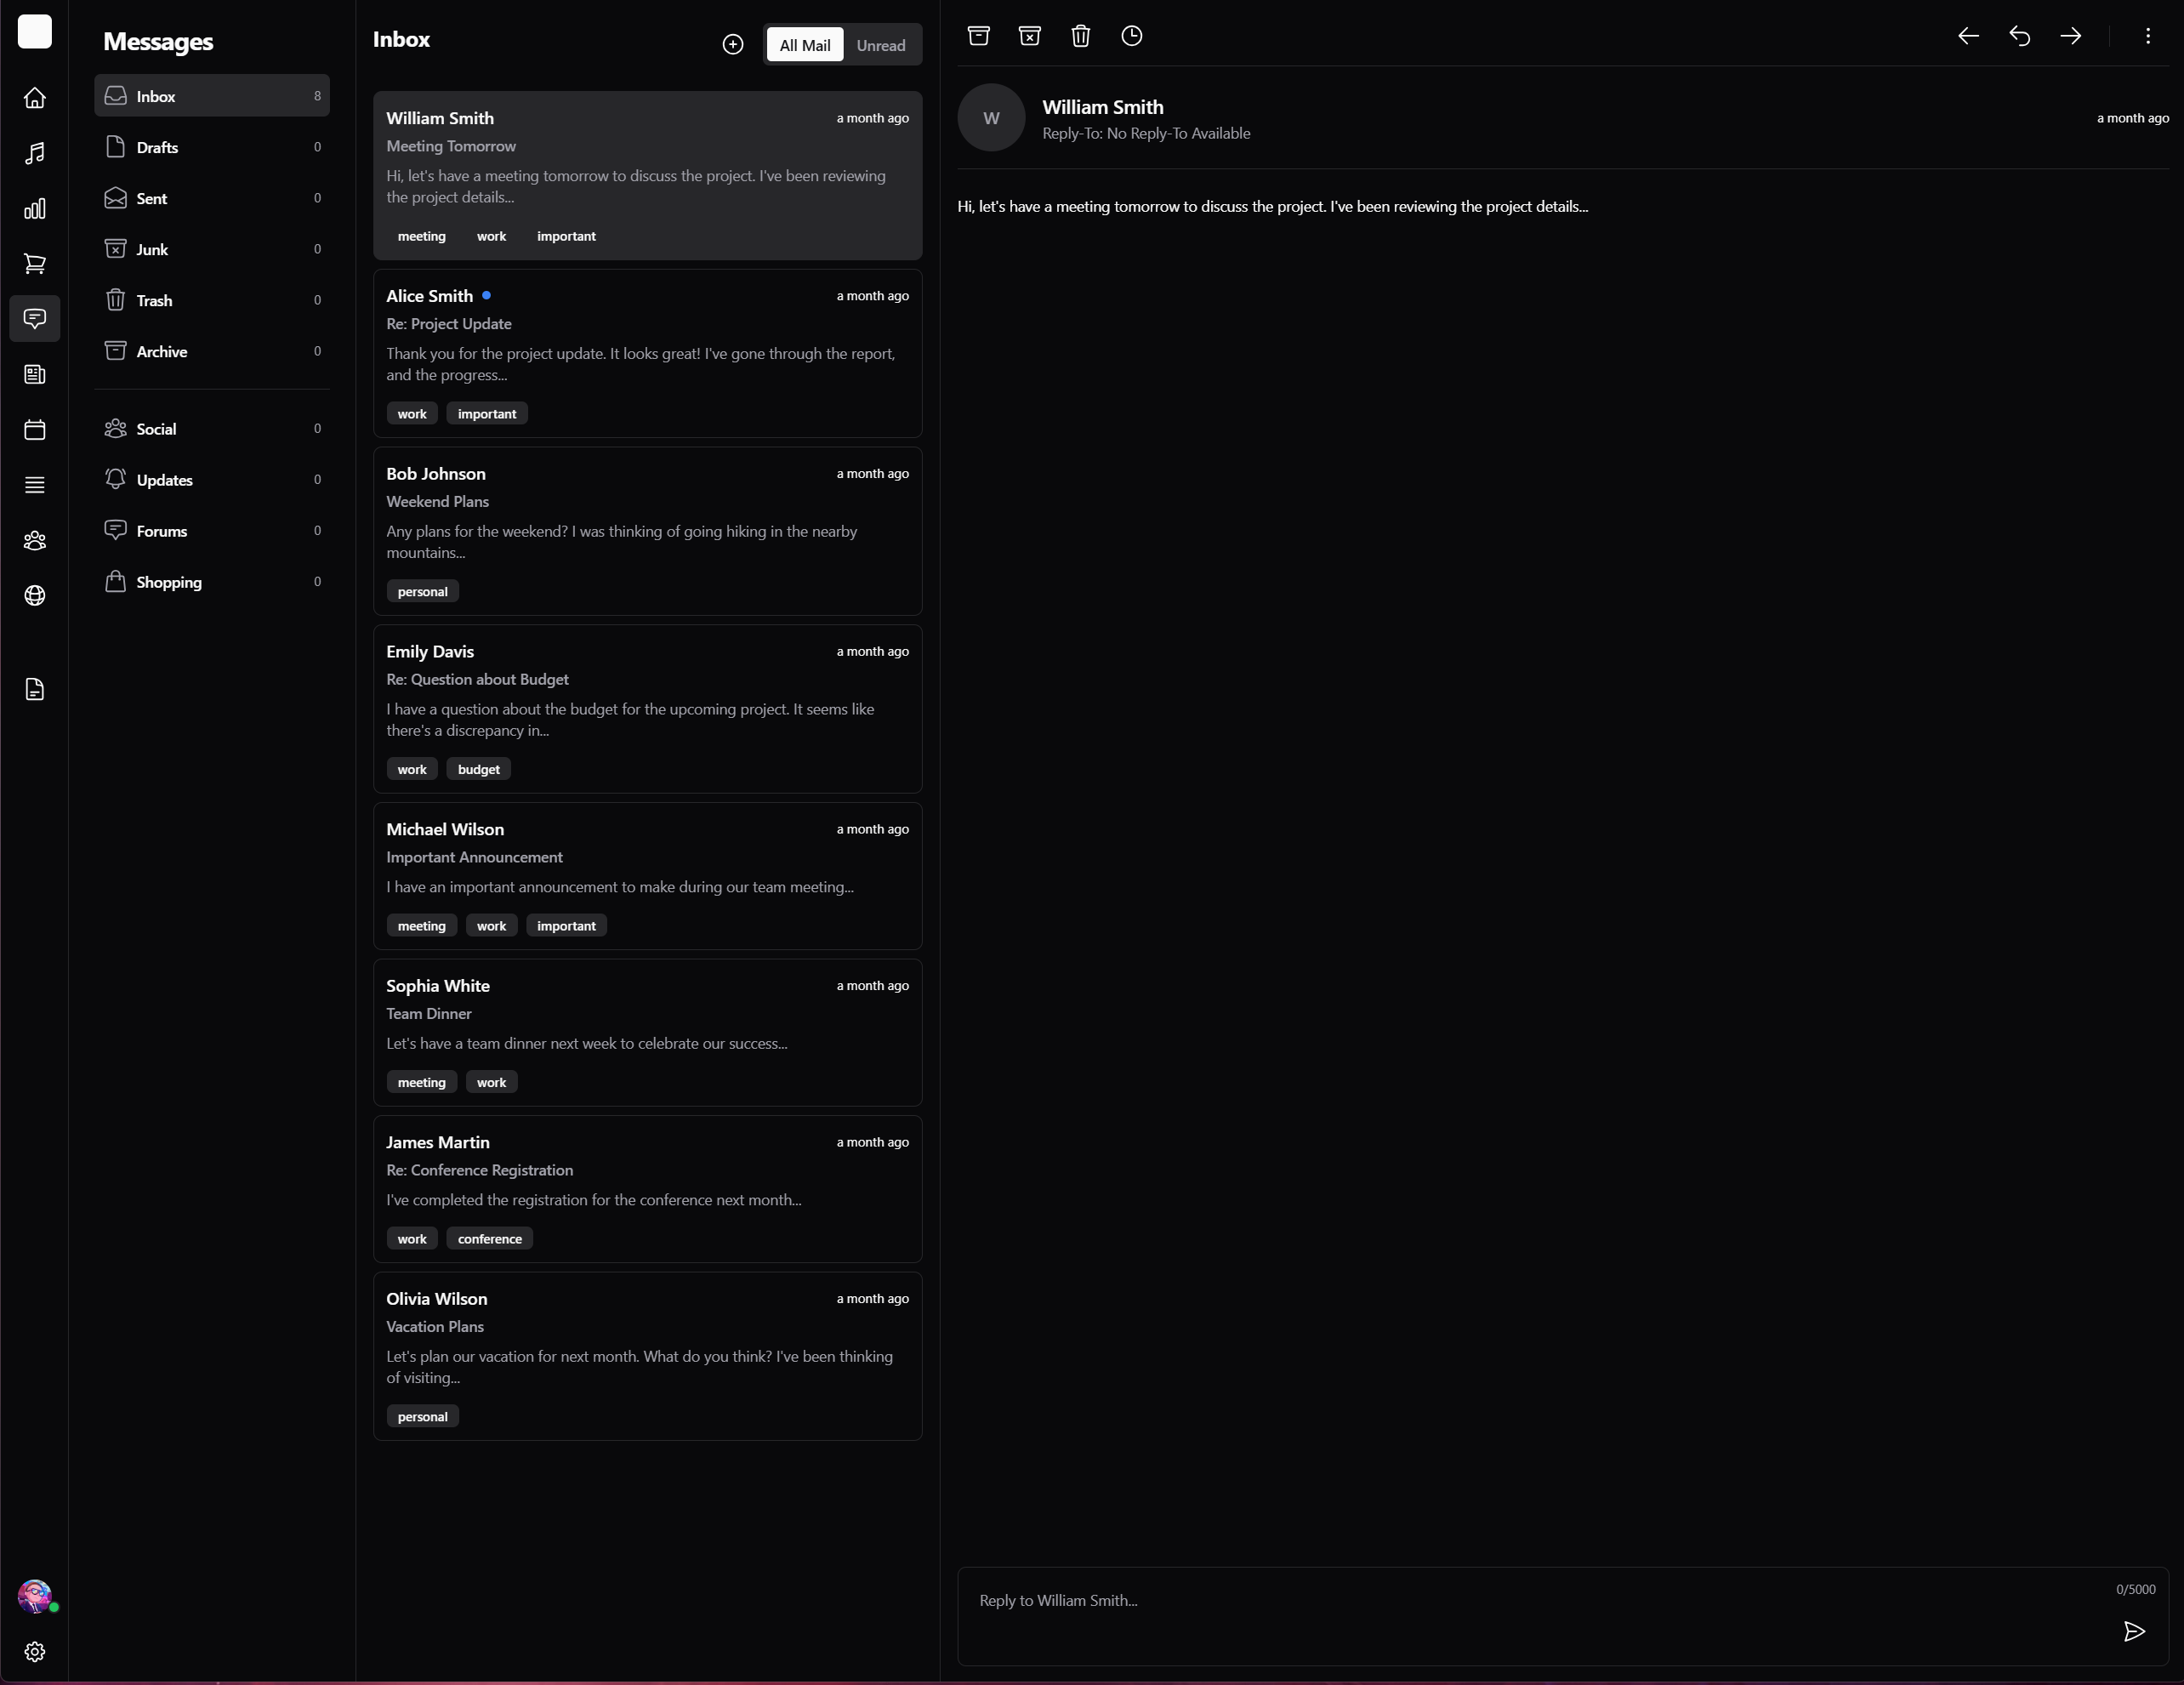 Messages
Inbox 8
Drafts 0
Sent 0
Junk 0
Trash 0
Archive 0
Social 0
Updates 0
Forums 0
Shopping 0
Inbox
All Mail Unread
William Smith a month ago
Meeting Tomorrow
Hi, let's have a meeting tomorrow to discuss the project. I've been reviewing
the project details...
meeting work important
Alice Smith a month ago
Re: Project Update
Thank you for the project update. It looks great! I've gone through the report,
and the progress...
work important
Bob Johnson a month ago
Weekend Plans
Any plans for the weekend? I was thinking of going hiking in the nearby
mountains...
personal
Emily Davis a month ago
Re: Question about Budget
I have a question about the budget for the upcoming project. It seems like
there's a discrepancy in...
work budget
Michael Wilson a month ago
Important Announcement
I have an important announcement to make during our team meeting...
meeting work important
Sophia White a month ago
Team Dinner
Let's have a team dinner next week to celebrate our success...
meeting work
James Martin a month ago
Re: Conference Registration
I've completed the registration for the conference next month...
work conference
Olivia Wilson a month ago
Vacation Plans
Let's plan our vacation for next month. What do you think? I've been thinking
of visiting...
personal
W
William Smith a month ago
Reply-To: No Reply-To Available
Hi, let's have a meeting tomorrow to discuss the project. I've been reviewing the project details...
0/5000
Reply to William Smith...